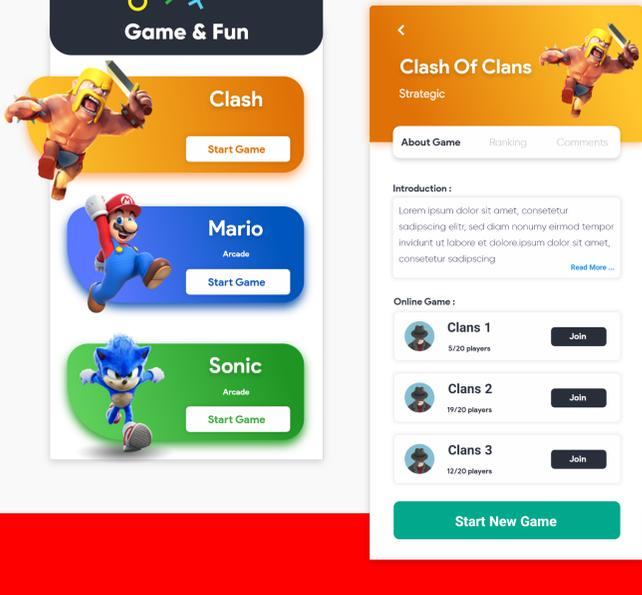 Game & Fun
Clash
Start Game
Mario
Arcade
Start Game
Sonic
Arcade
Start Game
Clash Of Clans
Strategic
About Game Ranking Comments
Introduction :
Lorem ipsum dolor sit amet, consetetur
sadipscing elitr, sed diam nonumy eirmod tempor
invidunt ut labore et dolore.ipsum dolor sit amet,
consetetur sadipscing
Read More ...
Online Game :
Clans 1
5/20 players
Join
Clans 2
19/20 players
Join
Clans 3
12/20 players
Join
Start New Game